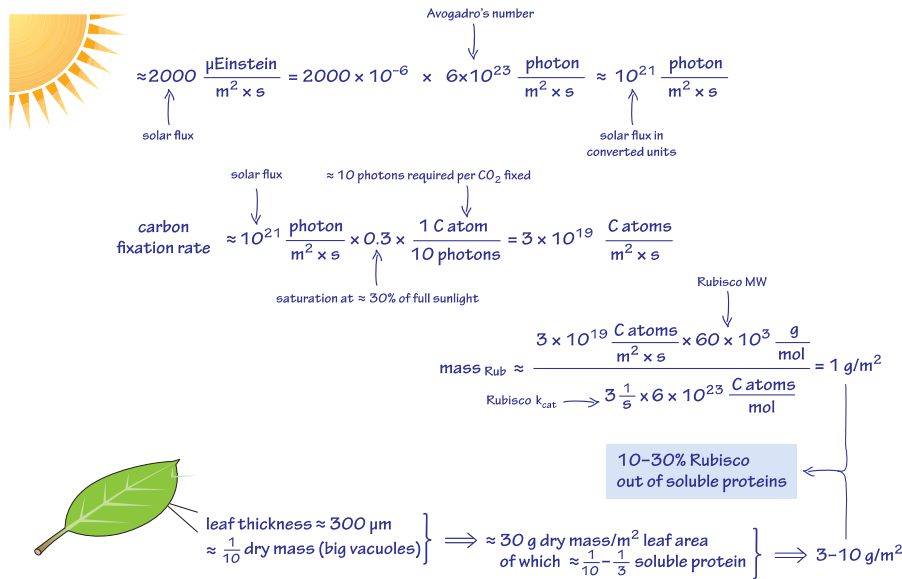 Avogadro's number
≈2000 µEinstein / m² × s = 2000 × 10⁻⁶ × 6×10²³ photon / m² × s ≈ 10²¹ photon / m² × s
solar flux
solar flux in
converted units
solar flux
≈ 10 photons required per CO₂ fixed
carbon
fixation rate
≈ 10²¹ photon / m² × s × 0.3 × 1 C atom / 10 photons = 3 × 10¹⁹ C atoms / m² × s
saturation at ≈ 30% of full sunlight
Rubisco MW
mass Rub ≈ 3 × 10¹⁹ C atoms / m² × s × 60 × 10³ g / mol
= 1 g/m²
Rubisco kcat
3 1/s × 6 × 10²³ C atoms / mol
10–30% Rubisco
out of soluble proteins
leaf thickness ≈ 300 µm
≈ 1/10 dry mass (big vacuoles)
⟹ ≈ 30 g dry mass/m² leaf area
of which ≈ 1/10 – 1/3 soluble protein
⟹ 3–10 g/m²